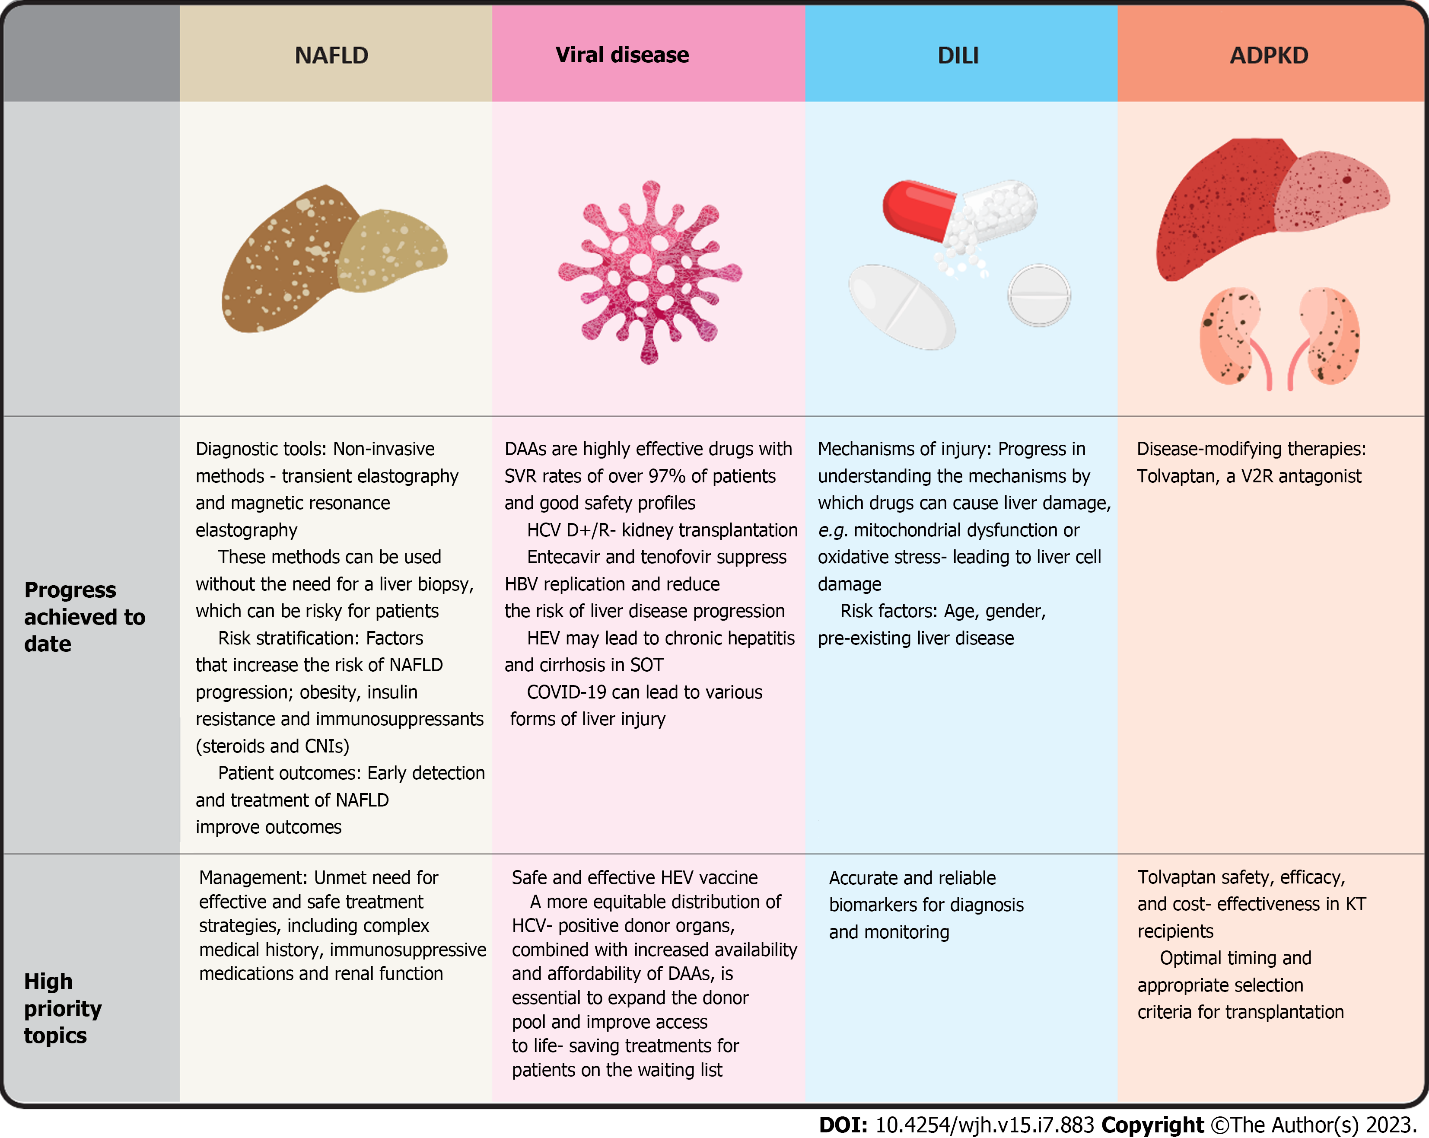 NAFLD
Viral disease
DILI
ADPKD
Progress
achieved to
date
Diagnostic tools: Non-invasive
methods - transient elastography
and magnetic resonance
elastography
These methods can be used
without the need for a liver biopsy,
which can be risky for patients
Risk stratification: Factors
that increase the risk of NAFLD
progression; obesity, insulin
resistance and immunosuppressants
(steroids and CNIs)
Patient outcomes: Early detection
and treatment of NAFLD
improve outcomes
DAAs are highly effective drugs with
SVR rates of over 97% of patients
and good safety profiles
HCV D+/R- kidney transplantation
Entecavir and tenofovir suppress
HBV replication and reduce
the risk of liver disease progression
HEV may lead to chronic hepatitis
and cirrhosis in SOT
COVID-19 can lead to various
forms of liver injury
Mechanisms of injury: Progress in
understanding the mechanisms by
which drugs can cause liver damage,
e.g. mitochondrial dysfunction or
oxidative stress- leading to liver cell
damage
Risk factors: Age, gender,
pre-existing liver disease
Disease-modifying therapies:
Tolvaptan, a V2R antagonist
High
priority
topics
Management: Unmet need for
effective and safe treatment
strategies, including complex
medical history, immunosuppressive
medications and renal function
Safe and effective HEV vaccine
A more equitable distribution of
HCV- positive donor organs,
combined with increased availability
and affordability of DAAs, is
essential to expand the donor
pool and improve access
to life- saving treatments for
patients on the waiting list
Accurate and reliable
biomarkers for diagnosis
and monitoring
Tolvaptan safety, efficacy,
and cost- effectiveness in KT
recipients
Optimal timing and
appropriate selection
criteria for transplantation
DOI: 10.4254/wjh.v15.i7.883 Copyright ©The Author(s) 2023.